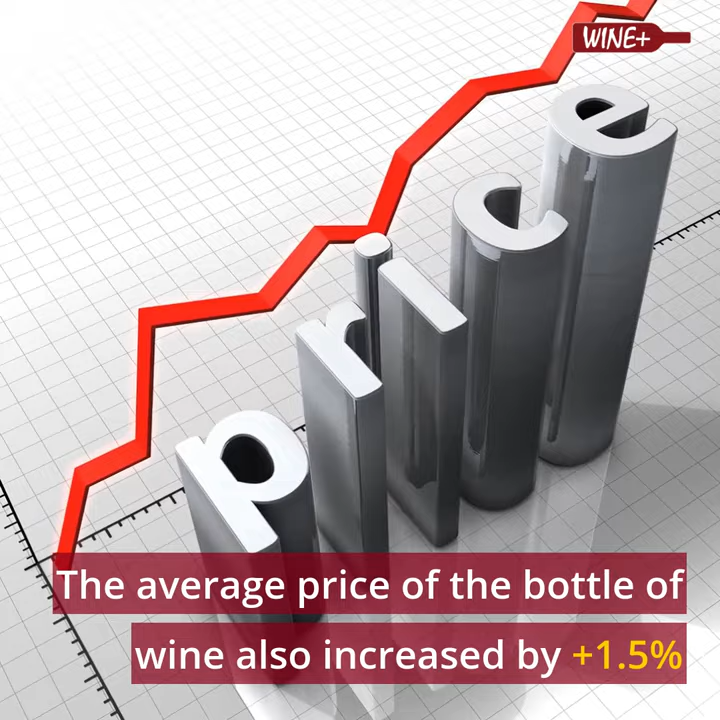 WINE+
price
The average price of the bottle of
wine also increased by +1.5%